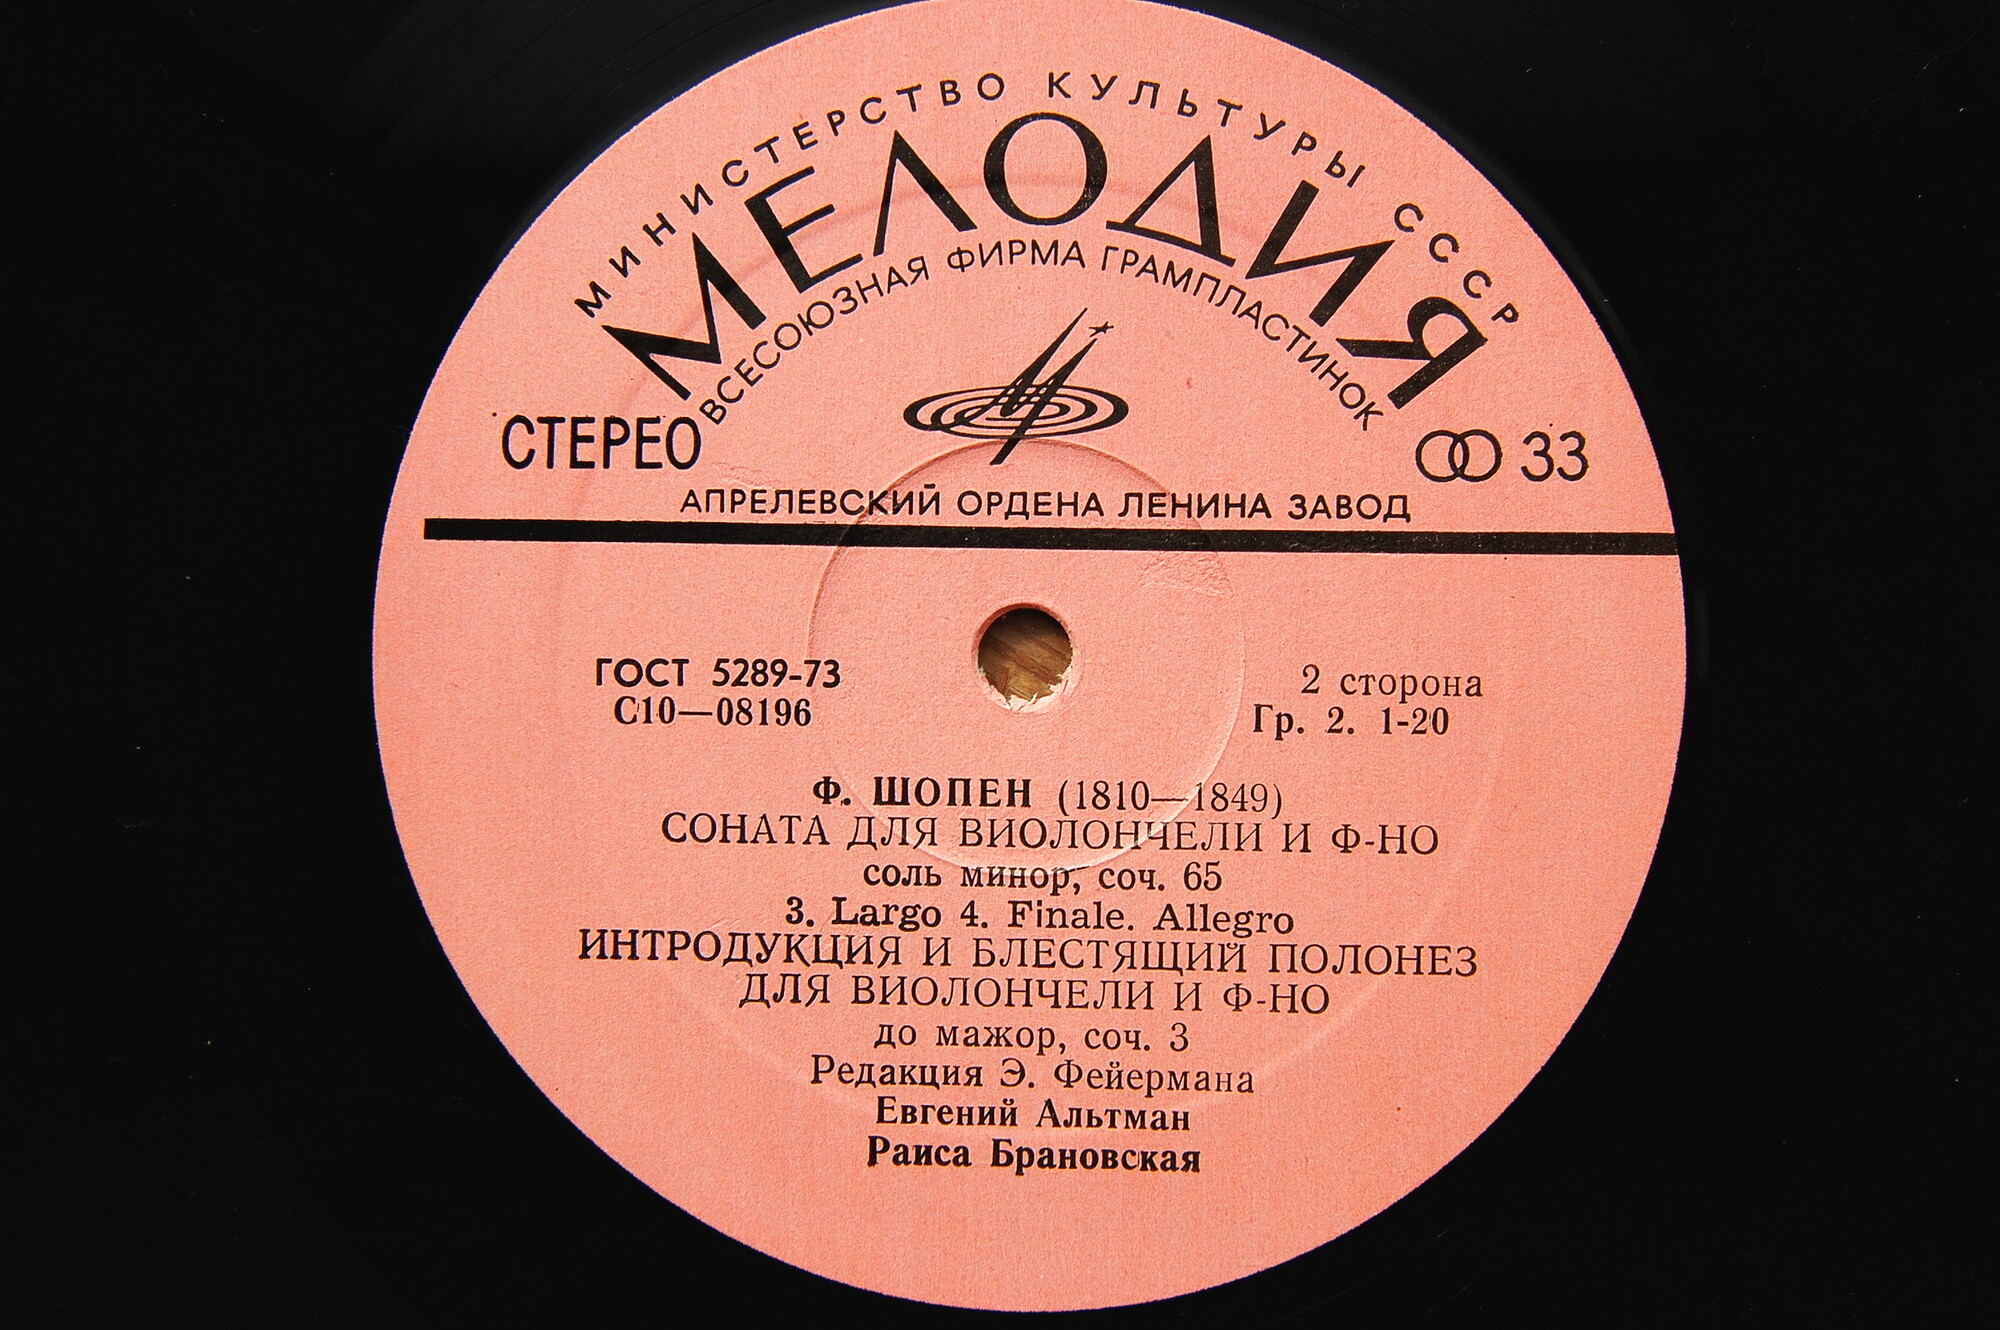 МИНИСТЕРСТВО КУЛЬТУРЫ СССР
МЕЛОДИЯ
ВСЕСОЮЗНАЯ ФИРМА ГРАМПЛАСТИНОК
СТЕРЕО
33
АПРЕЛЕВСКИЙ ОРДЕНА ЛЕНИНА ЗАВОД
ГОСТ 5289-73
С10—08196
2 сторона
Гр. 2. 1-20
Ф. ШОПЕН (1810—1849)
СОНАТА ДЛЯ ВИОЛОНЧЕЛИ И Ф-НО
соль минор, соч. 65
3. Largo 4. Finale. Allegro
ИНТРОДУКЦИЯ И БЛЕСТЯЩИЙ ПОЛОНЕЗ
ДЛЯ ВИОЛОНЧЕЛИ И Ф-НО
до мажор, соч. 3
Редакция Э. Фейермана
Евгений Альтман
Раиса Брановская